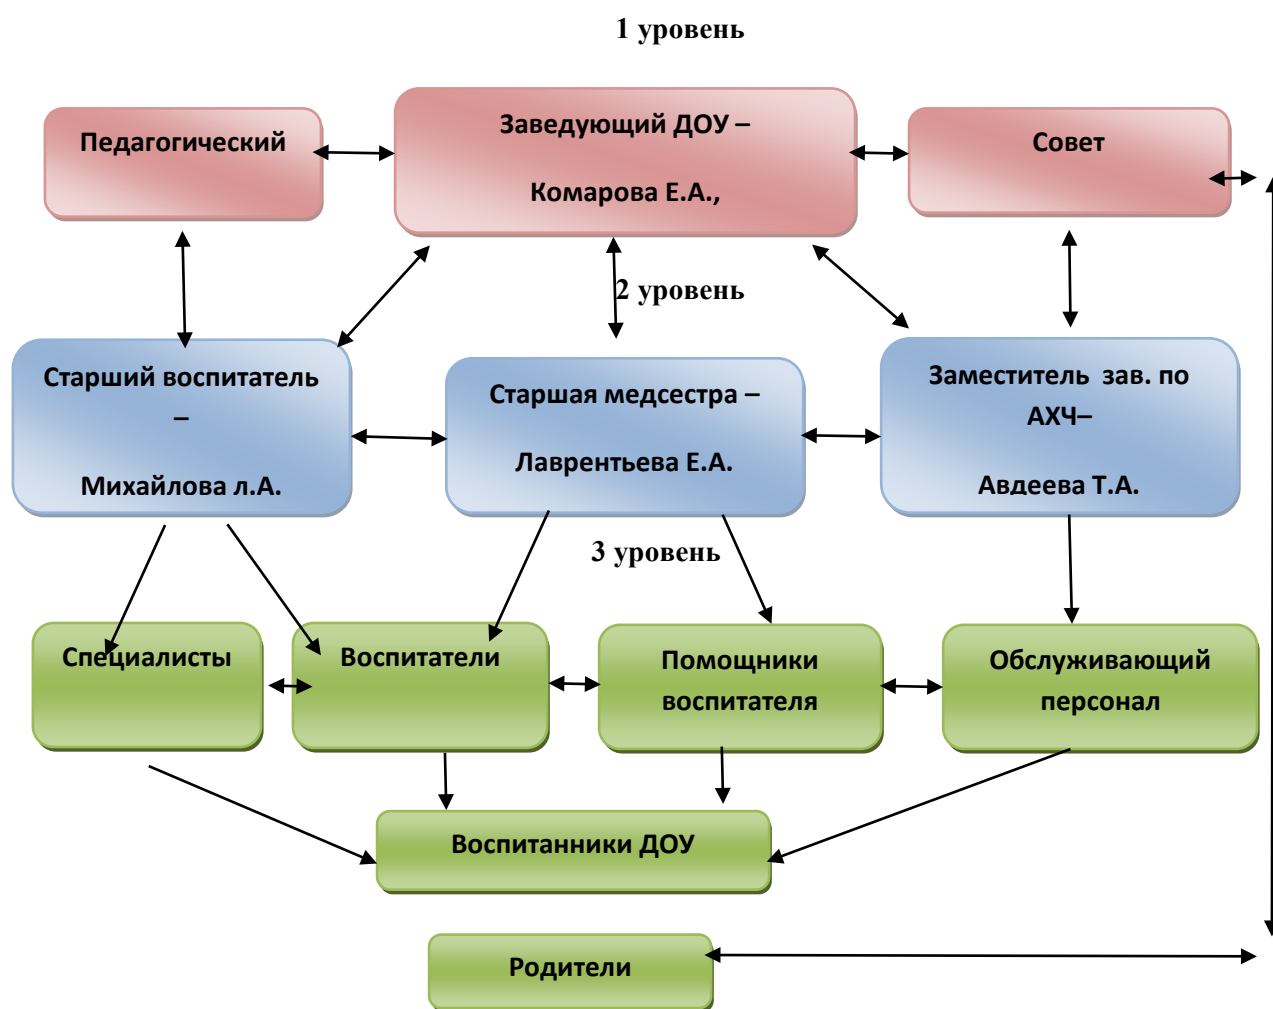 1 уровень
Педагогический
Заведующий ДОУ –
Комарова Е.А.,
Совет
2 уровень
Старший воспитатель
–
Михайлова л.А.
Старшая медсестра –
Лаврентьева Е.А.
Заместитель зав. по
АХЧ–
Авдеева Т.А.
3 уровень
Специалисты
Воспитатели
Помощники
воспитателя
Обслуживающий
персонал
Воспитанники ДОУ
Родители